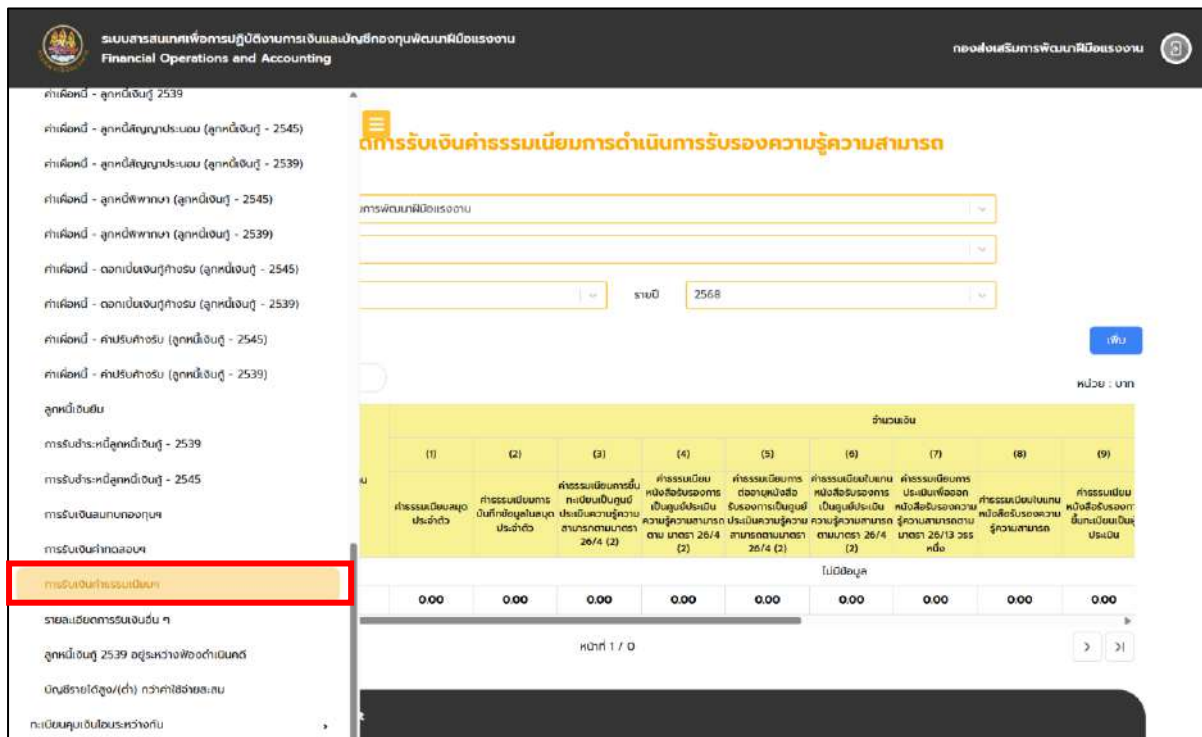 ระบบสารสนเทศเพื่อการปฏิบัติงานการเงินและบัญชีกองทุนพัฒนาฝีมือแรงงาน
Financial Operations and Accounting
กองส่งเสริมการพัฒนาฝีมือแรงงาน
ค่าเผื่อหนี้ - ลูกหนี้เงินกู้ 2539
ค่าเผื่อหนี้ - ลูกหนี้สัญญาประนอม (ลูกหนี้เงินกู้ - 2545)
ค่าเผื่อหนี้ - ลูกหนี้สัญญาประนอม (ลูกหนี้เงินกู้ - 2539)
ค่าเผื่อหนี้ - ลูกหนี้พิพากษา (ลูกหนี้เงินกู้ - 2545)
ค่าเผื่อหนี้ - ลูกหนี้พิพากษา (ลูกหนี้เงินกู้ - 2539)
ค่าเผื่อหนี้ - ดอกเบี้ยเงินกู้ค้างรับ (ลูกหนี้เงินกู้ - 2545)
ค่าเผื่อหนี้ - ดอกเบี้ยเงินกู้ค้างรับ (ลูกหนี้เงินกู้ - 2539)
ค่าเผื่อหนี้ - ค่าปรับค้างรับ (ลูกหนี้เงินกู้ - 2545)
ค่าเผื่อหนี้ - ค่าปรับค้างรับ (ลูกหนี้เงินกู้ - 2539)
ลูกหนี้เงินยืม
การรับชำระหนี้ลูกหนี้เงินกู้ - 2539
การรับชำระหนี้ลูกหนี้เงินกู้ - 2545
การรับเงินสมทบกองทุนฯ
การรับเงินค่าทดสอบฯ
การรับเงินค่าธรรมเนียมฯ
รายละเอียดการรับเงินอื่น ๆ
ลูกหนี้เงินกู้ 2539 อยู่ระหว่างฟ้องดำเนินคดี
บัญชีรายได้สูง/(ต่ำ) กว่าค่าใช้จ่ายสะสม
ทะเบียนคุมเงินโอนระหว่างกัน
การรับเงินค่าธรรมเนียมการดำเนินการรับรองความรู้ความสามารถ
การพัฒนาฝีมือแรงงาน
รายปี 2568
เพิ่ม
หน่วย : บาท
จำนวนเงิน
(1) (2) (3) (4) (5) (6) (7) (8) (9)
ค่าธรรมเนียมสมุด
ประจำตัว
ค่าธรรมเนียมการ
บันทึกข้อมูลในสมุด
ประจำตัว
ค่าธรรมเนียมการขึ้น
ทะเบียนเป็นศูนย์
ประเมินความรู้ความ
สามารถตามมาตรา
26/4 (2)
ค่าธรรมเนียม
หนังสือรับรองการ
เป็นศูนย์ประเมิน
ความรู้ความสามารถ
ตาม มาตรา 26/4
(2)
ค่าธรรมเนียมการ
ต่ออายุหนังสือ
รับรองการเป็นศูนย์
ประเมินความรู้ความ
สามารถตามมาตรา
26/4 (2)
ค่าธรรมเนียมใบแทน
หนังสือรับรองการ
เป็นศูนย์ประเมิน
ความรู้ความสามารถ
ตามมาตรา 26/4
(2)
ค่าธรรมเนียมการ
ประเมินเพื่อออก
หนังสือรับรองความ
รู้ความสามารถตาม
มาตรา 26/13 วรร
หนึ่ง
ค่าธรรมเนียมใบแทน
หนังสือรับรองความ
รู้ความสามารถ
ค่าธรรมเนียม
หนังสือรับรองกา
ขึ้นทะเบียนเป็นผู้
ประเมิน
ไม่มีข้อมูล
0.00 0.00 0.00 0.00 0.00 0.00 0.00 0.00 0.00
หน้าที่ 1 / 0